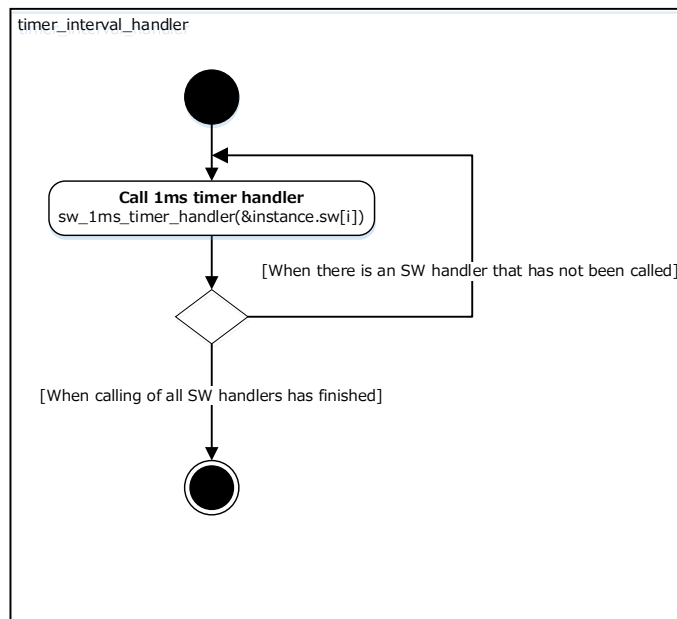 timer_interval_handler
Call 1ms timer handler
sw_1ms_timer_handler(&instance.sw[i])
[When there is an SW handler that has not been called]
[When calling of all SW handlers has finished]